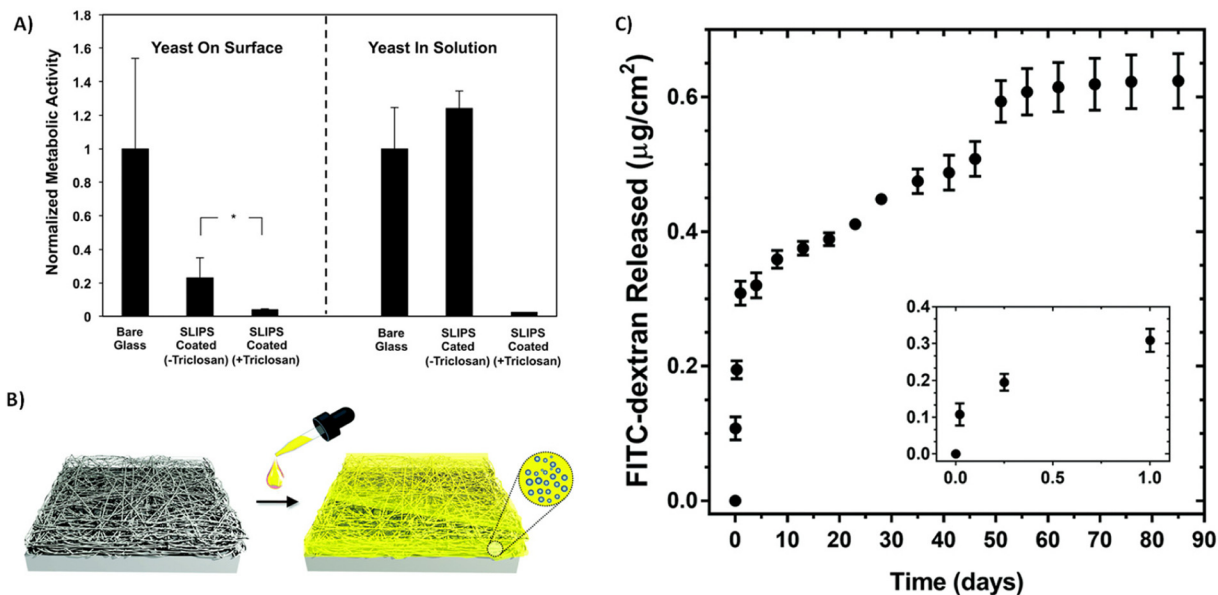 A)
Normalized Metabolic Activity
1.8
1.6
1.4
1.2
1
0.8
0.6
0.4
0.2
0
Yeast On Surface
Yeast In Solution
*
Bare
Glass
SLIPS
Coated
(-Triclosan)
SLIPS
Coated
(+Triclosan)
Bare
Glass
SLIPS
Cated
(-Triclosan)
SLIPS
Coated
(+Triclosan)
B)
C)
FITC-dextran Released (μg/cm²)
0.6
0.4
0.2
0.0
0.4
0.3
0.2
0.1
0.0
0.0
0.5
1.0
0
10
20
30
40
50
60
70
80
90
Time (days)